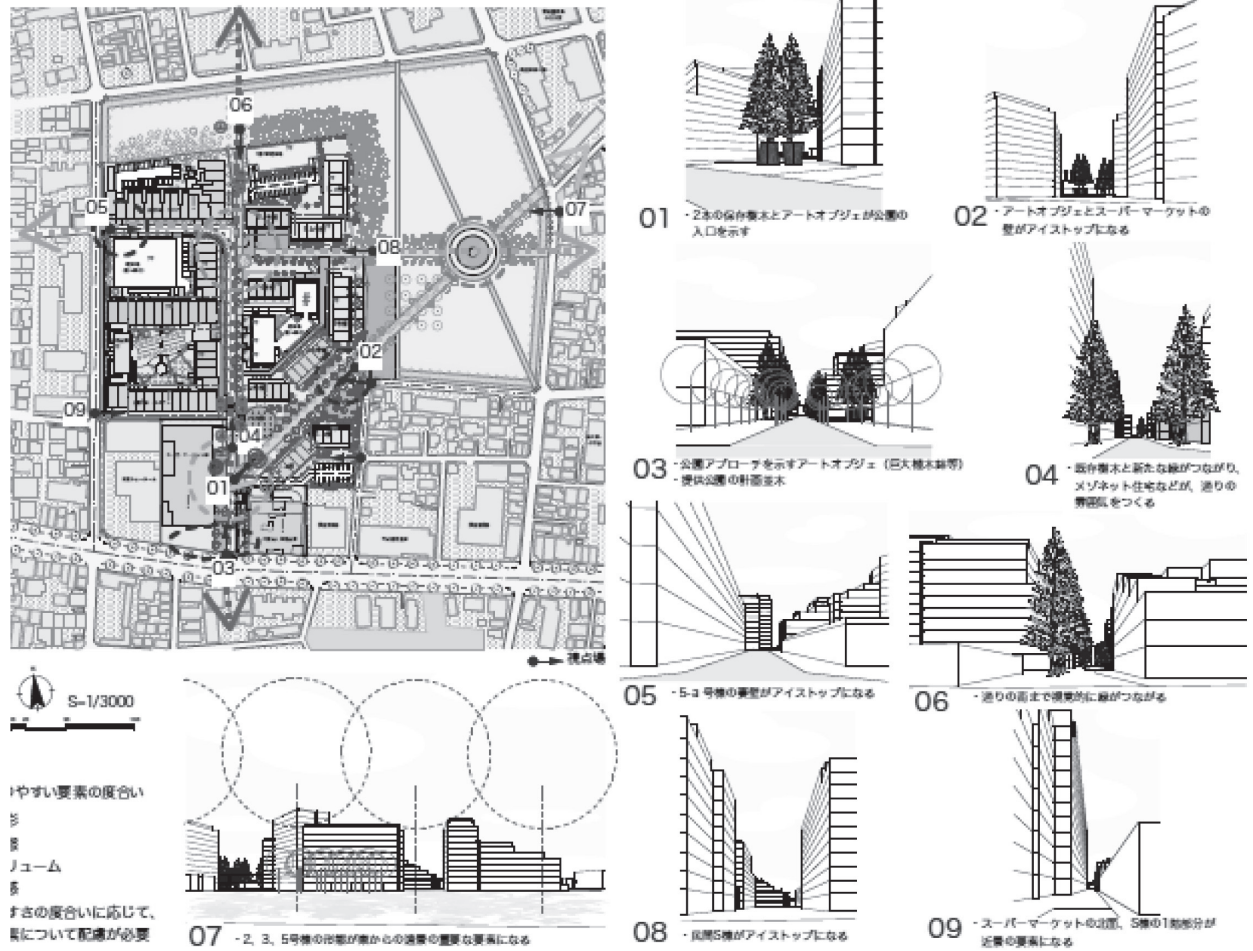 06
05
07
08
02
09
04
01
03
視点場
S=1/3000
りやすい要素の度合い
リューム
すさの度合いに応じて、
素について配慮が必要
01 ・2本の保存樹木とアートオブジェが公園の
入口を示す
02 ・アートオブジェとスーパーマーケットの
壁がアイストップになる
03 ・公園アプローチを示すアートオブジェ（巨大植木鉢等）
・提供公園の計画並木
04 ・既存樹木と新たな緑がつながり、
メゾネット住宅などが、通りの
雰囲気をつくる
05 ・5-a 号棟の妻壁がアイストップになる
06 ・通りの南まで視覚的に緑がつながる
07 ・2、3、5号棟の形態が東からの遠景の重要な要素になる
08 ・民間S棟がアイストップになる
09 ・スーパーマーケットの北面、S棟の1階部分が
近景の要素になる